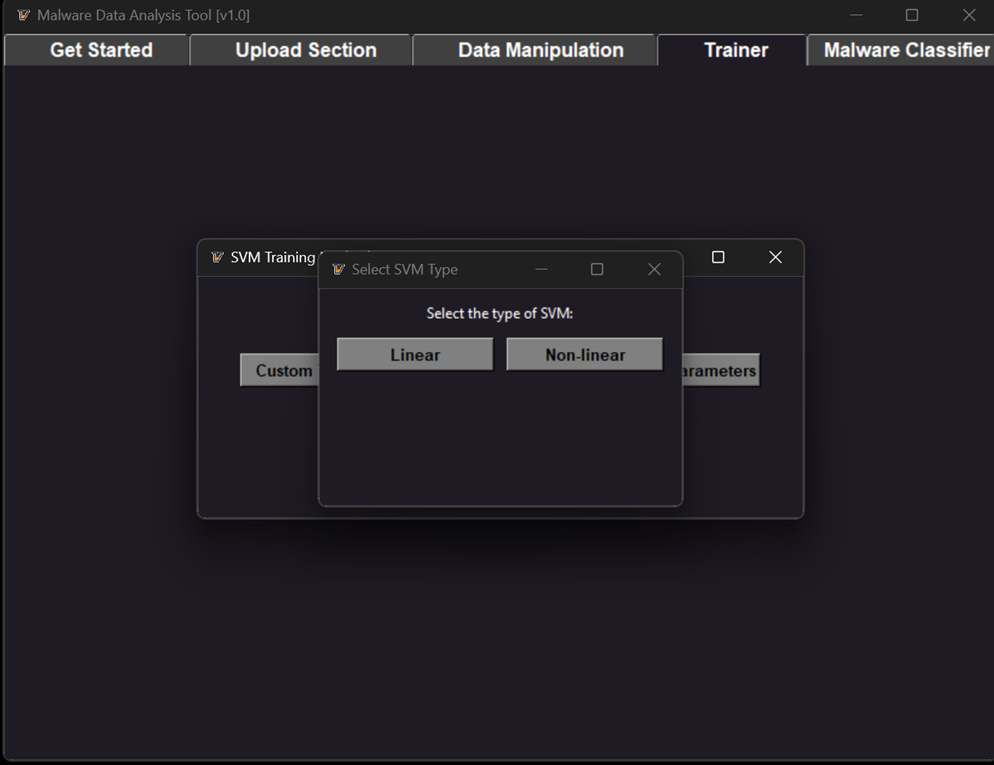 Malware Data Analysis Tool [v1.0]
Get Started
Upload Section
Data Manipulation
Trainer
Malware Classifier
SVM Training
Select SVM Type
Select the type of SVM:
Linear
Non-linear
Custom
arameters